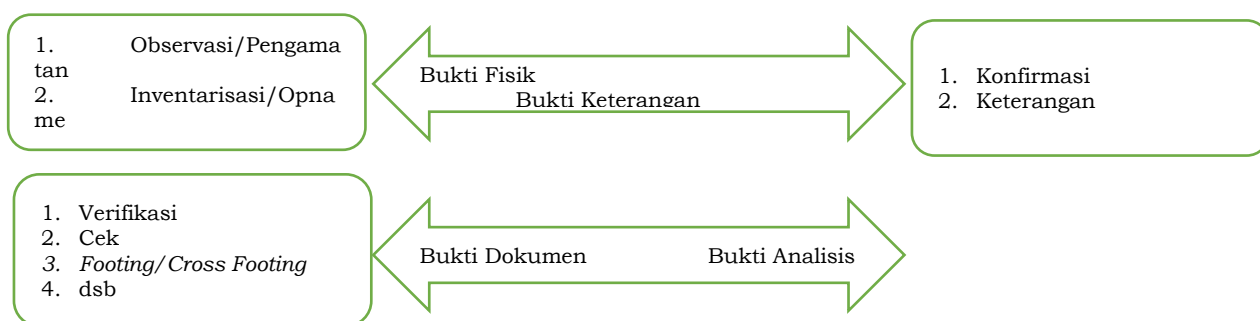 1. Observasi/Pengama
tan
2. Inventarisasi/Opna
me
Bukti Fisik
Bukti Keterangan
1. Konfirmasi
2. Keterangan
1. Verifikasi
2. Cek
3. Footing/Cross Footing
4. dsb
Bukti Dokumen Bukti Analisis